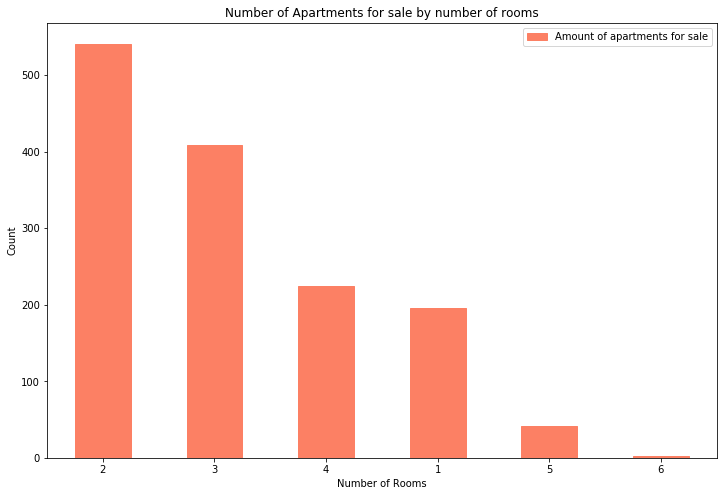 Number of Apartments for sale by number of rooms
Amount of apartments for sale
Count
500
400
300
200
100
0
2 3 4 1 5 6
Number of Rooms